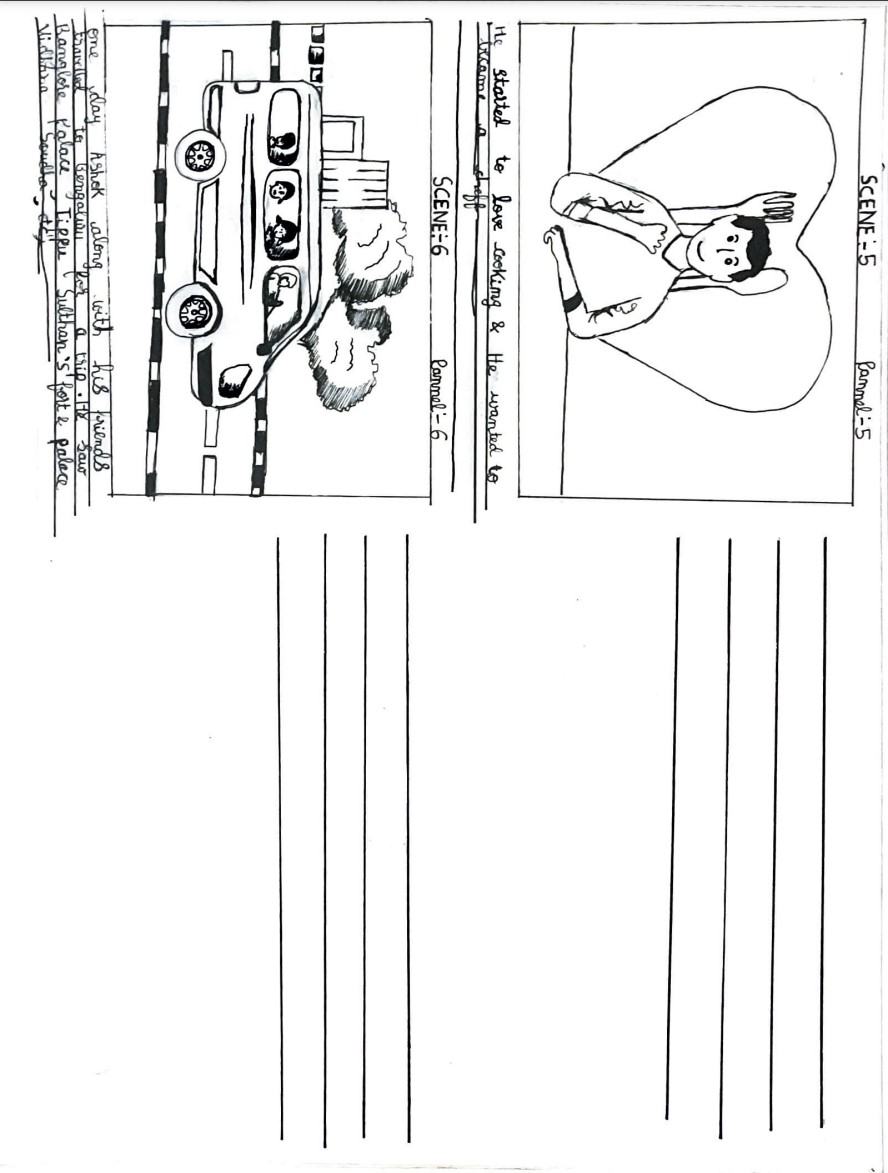 SCENE:-5 Pannel:-5
He started to love cooking & He wanted to
become a cheff
SCENE:-6 Pannel:-6
One day Ashok along with his friends
travelled to Bengaluru for a trip. He saw
Banglore Palace, Tippu Sulthan's fort & palace
Vidhana Soudha, etc"